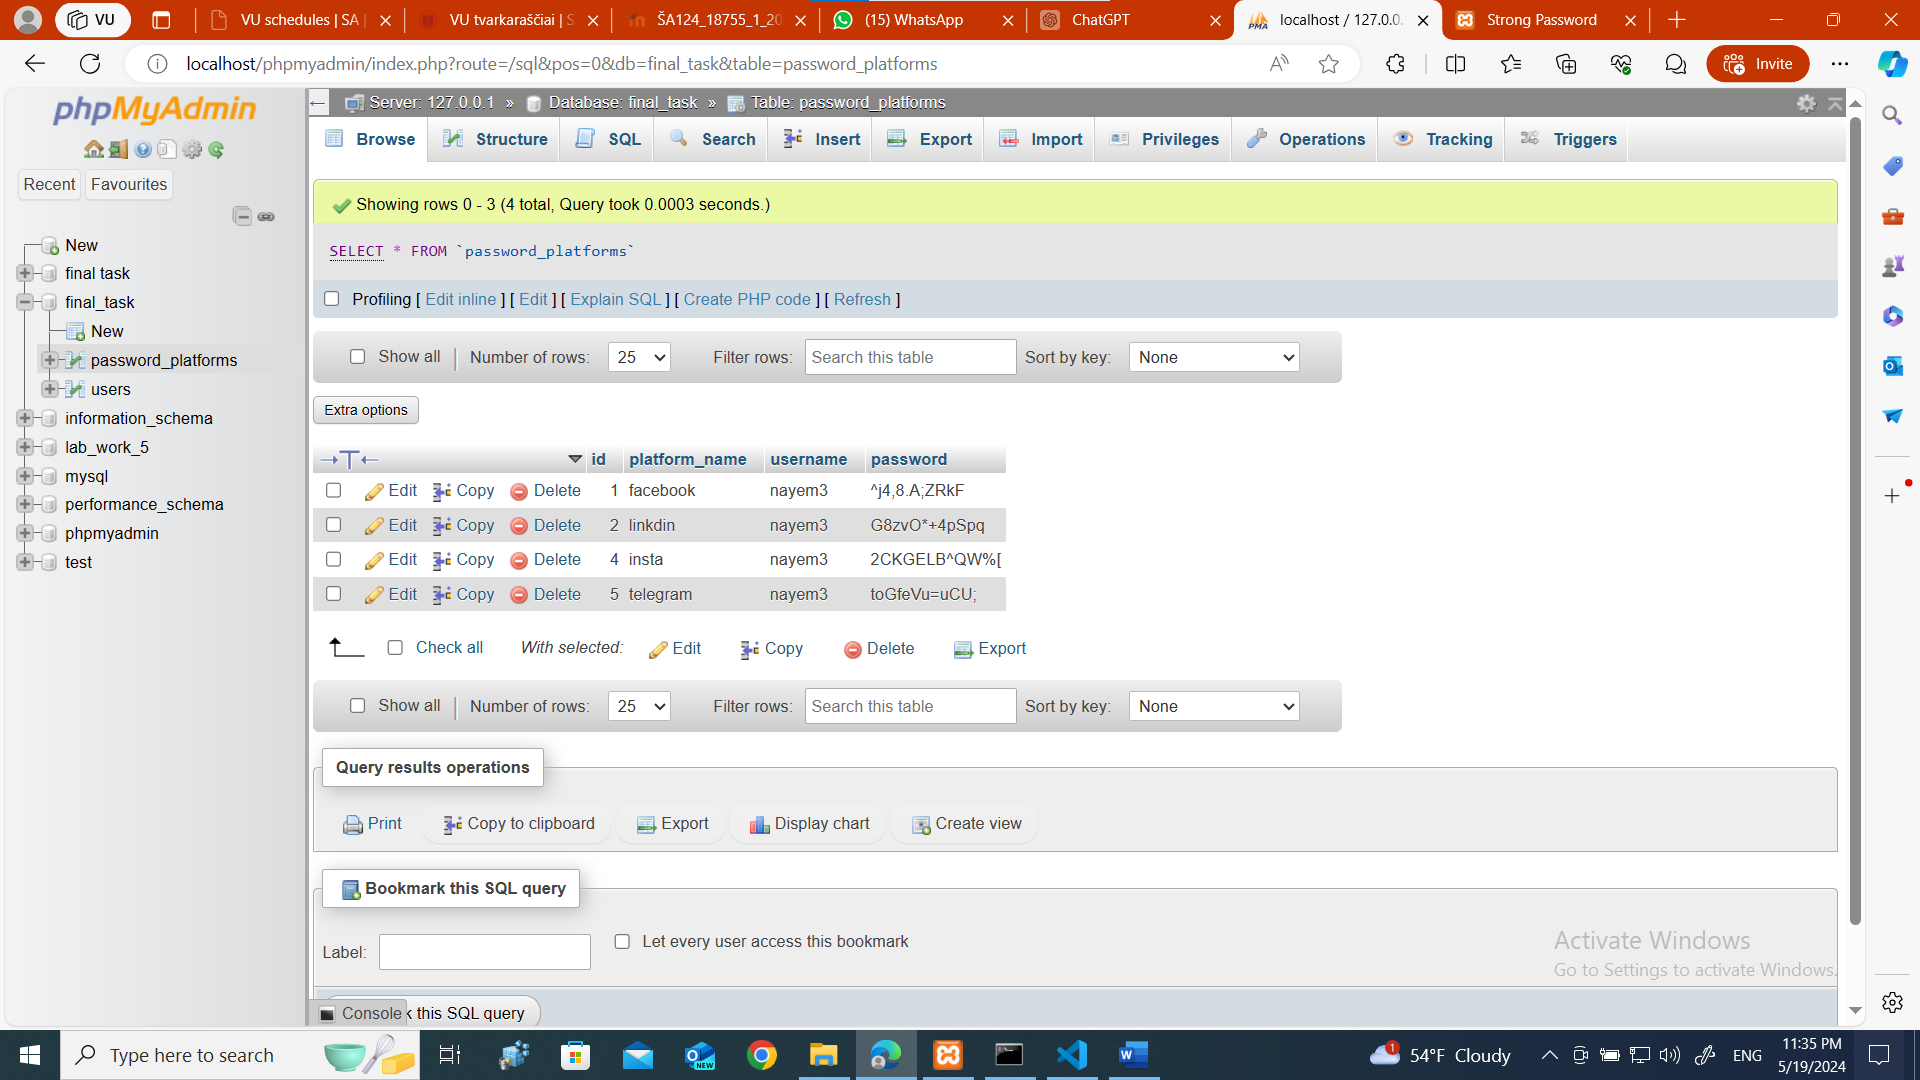 VU
VU schedules | SA |
VU tvarkaraščiai | S
ŠA124_18755_1_20
(15) WhatsApp
ChatGPT
localhost / 127.0.0.
Strong Password
localhost/phpmyadmin/index.php?route=/sql&pos=0&db=final_task&table=password_platforms
Invite
phpMyAdmin
Recent
Favourites
New
final task
final_task
New
password_platforms
users
information_schema
lab_work_5
mysql
performance_schema
phpmyadmin
test
Server: 127.0.0.1 » Database: final_task » Table: password_platforms
Browse Structure SQL Search Insert Export Import Privileges Operations Tracking Triggers
Showing rows 0 - 3 (4 total, Query took 0.0003 seconds.)
SELECT * FROM `password_platforms`
Profiling [ Edit inline ] [ Edit ] [ Explain SQL ] [ Create PHP code ] [ Refresh ]
Show all Number of rows: 25 Filter rows: Search this table Sort by key: None
Extra options
id platform_name username password
Edit Copy Delete 1 facebook nayem3 ^j4,8.A;ZRkF
Edit Copy Delete 2 linkdin nayem3 G8zvO*+4pSpq
Edit Copy Delete 4 insta nayem3 2CKGELB^QW%[
Edit Copy Delete 5 telegram nayem3 toGfeVu=uCU;
Check all With selected: Edit Copy Delete Export
Show all Number of rows: 25 Filter rows: Search this table Sort by key: None
Query results operations
Print Copy to clipboard Export Display chart Create view
Bookmark this SQL query
Label: Let every user access this bookmark
Activate Windows
Go to Settings to activate Windows.
Console k this SQL query
Type here to search
NEW
1
54°F Cloudy
ENG
11:35 PM
5/19/2024